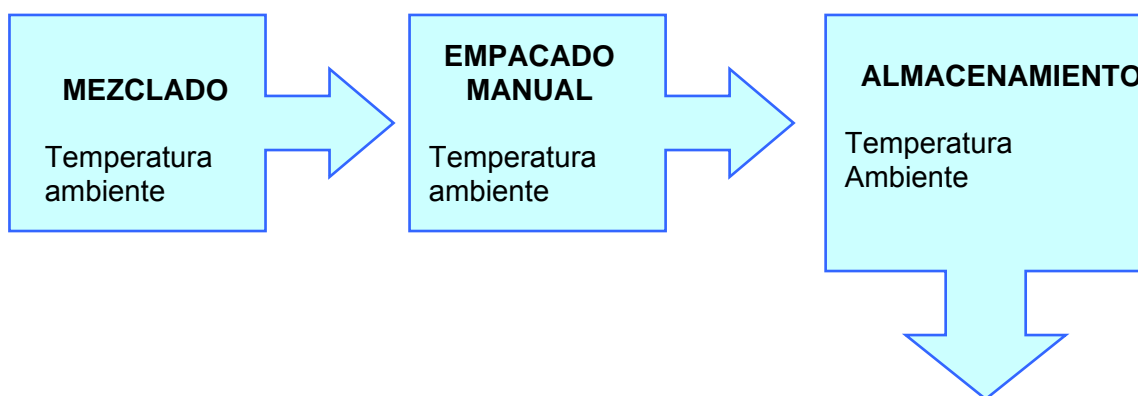 MEZCLADO
Temperatura
ambiente
EMPACADO
MANUAL
Temperatura
ambiente
ALMACENAMIENTO
Temperatura
Ambiente